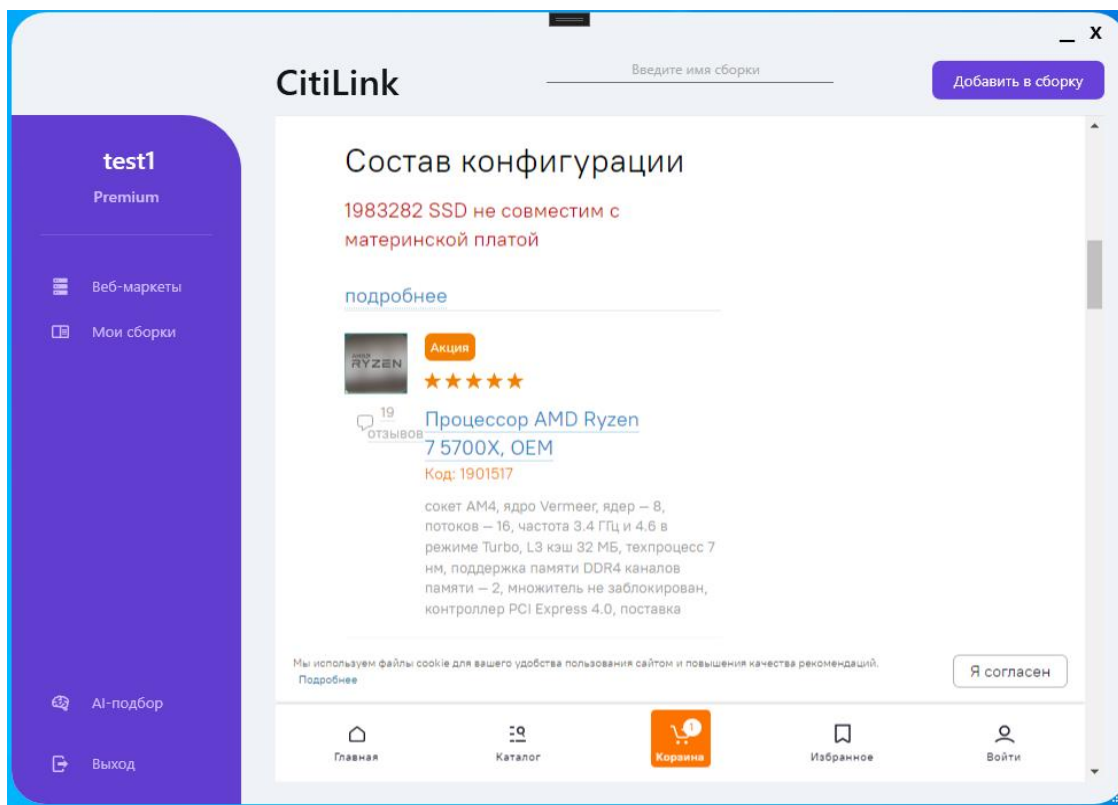 _ X
CitiLink
Введите имя сборки
Добавить в сборку
test1
Premium
Веб-маркеты
Мои сборки
AI-подбор
Выход
Состав конфигурации
1983282 SSD не совместим с
материнской платой
подробнее
AMD
RYZEN
Акция
19
отзывов
Процессор AMD Ryzen
7 5700X, OEM
Код: 1901517
сокет AM4, ядро Vermeer, ядер — 8,
потоков — 16, частота 3.4 ГГц и 4.6 в
режиме Turbo, L3 кэш 32 МБ, техпроцесс 7
нм, поддержка памяти DDR4 каналов
памяти — 2, множитель не заблокирован,
контроллер PCI Express 4.0, поставка
Мы используем файлы cookie для вашего удобства пользования сайтом и повышения качества рекомендаций.
Подробнее
Я согласен
Главная
Каталог
1
Корзина
Избранное
Войти